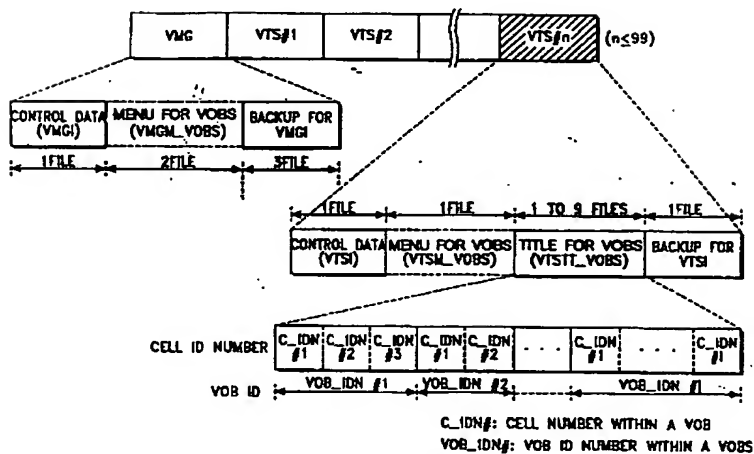 VMG VTS#1 VTS#2 VTS#n (n≤99)
CONTROL DATA (VMGI) MENU FOR VOBS (VMGM_VOBS) BACKUP FOR VMGI
1FILE 2FILE 3FILE
1FILE 1FILE 1 TO 9 FILES 1FILE
CONTROL DATA (VTSI) MENU FOR VOBS (VTSM_VOBS) TITLE FOR VOBS (VTSTT_VOBS) BACKUP FOR VTSI
CELL ID NUMBER C_IDN #1 C_IDN #2 C_IDN #3 C_IDN #1 C_IDN #2 . . . C_IDN #1 . . . C_IDN #1
VOB ID VOB_IDN #1 VOB_IDN #2 VOB_IDN #1
C_IDN#: CELL NUMBER WITHIN A VOB
VOB_IDN#: VOB ID NUMBER WITHIN A VOBS